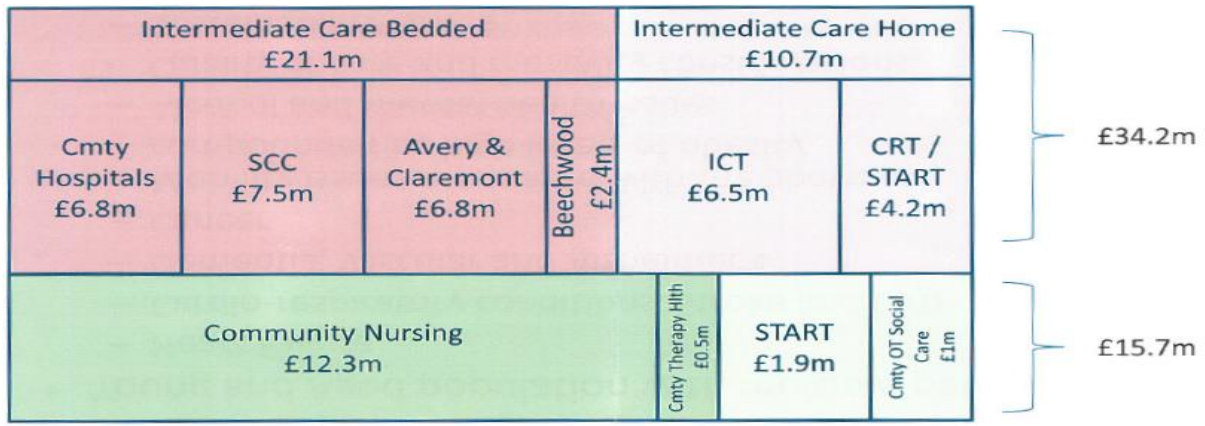 Intermediate Care Bedded
£21.1m
Intermediate Care Home
£10.7m
Cmty
Hospitals
£6.8m
SCC
£7.5m
Avery &
Claremont
£6.8m
Beechwood
£2.4m
ICT
£6.5m
CRT /
START
£4.2m
£34.2m
Community Nursing
£12.3m
Cmty Therapy Hlth
£0.5m
START
£1.9m
Cmty OT Social
Care
£1m
£15.7m